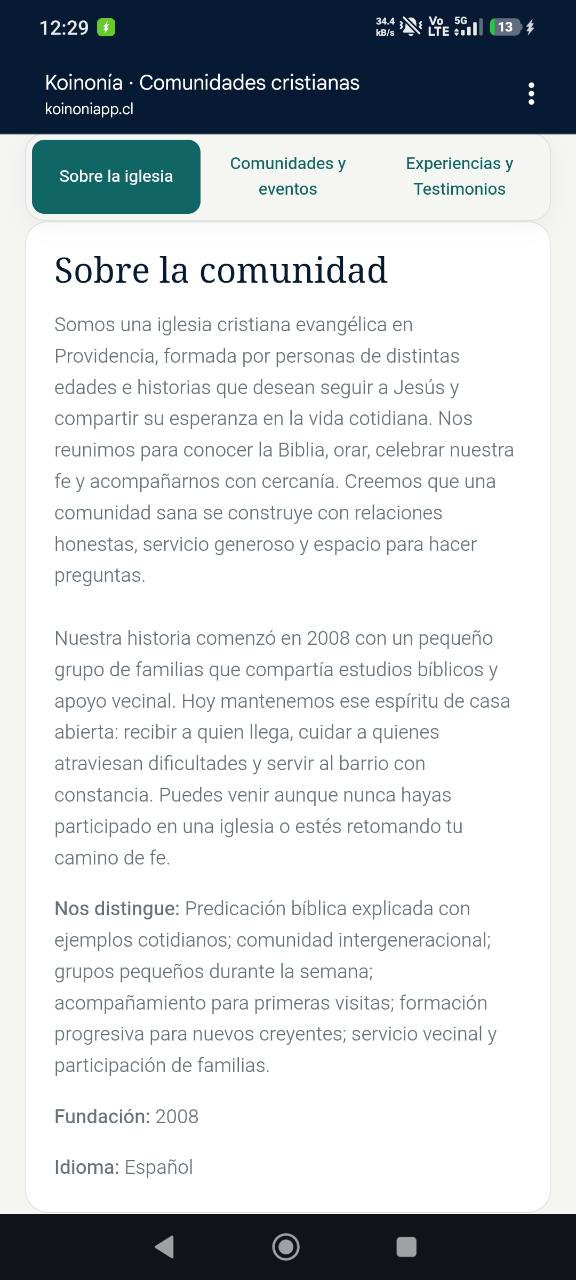 12:29
34.4
kB/s
Vo
LTE
5G
13
Koinonía · Comunidades cristianas
koinoniapp.cl
Sobre la iglesia
Comunidades y
eventos
Experiencias y
Testimonios
Sobre la comunidad
Somos una iglesia cristiana evangélica en
Providencia, formada por personas de distintas
edades e historias que desean seguir a Jesús y
compartir su esperanza en la vida cotidiana. Nos
reunimos para conocer la Biblia, orar, celebrar nuestra
fe y acompañarnos con cercanía. Creemos que una
comunidad sana se construye con relaciones
honestas, servicio generoso y espacio para hacer
preguntas.
Nuestra historia comenzó en 2008 con un pequeño
grupo de familias que compartía estudios bíblicos y
apoyo vecinal. Hoy mantenemos ese espíritu de casa
abierta: recibir a quien llega, cuidar a quienes
atraviesan dificultades y servir al barrio con
constancia. Puedes venir aunque nunca hayas
participado en una iglesia o estés retomando tu
camino de fe.
Nos distingue: Predicación bíblica explicada con
ejemplos cotidianos; comunidad intergeneracional;
grupos pequeños durante la semana;
acompañamiento para primeras visitas; formación
progresiva para nuevos creyentes; servicio vecinal y
participación de familias.
Fundación: 2008
Idioma: Español